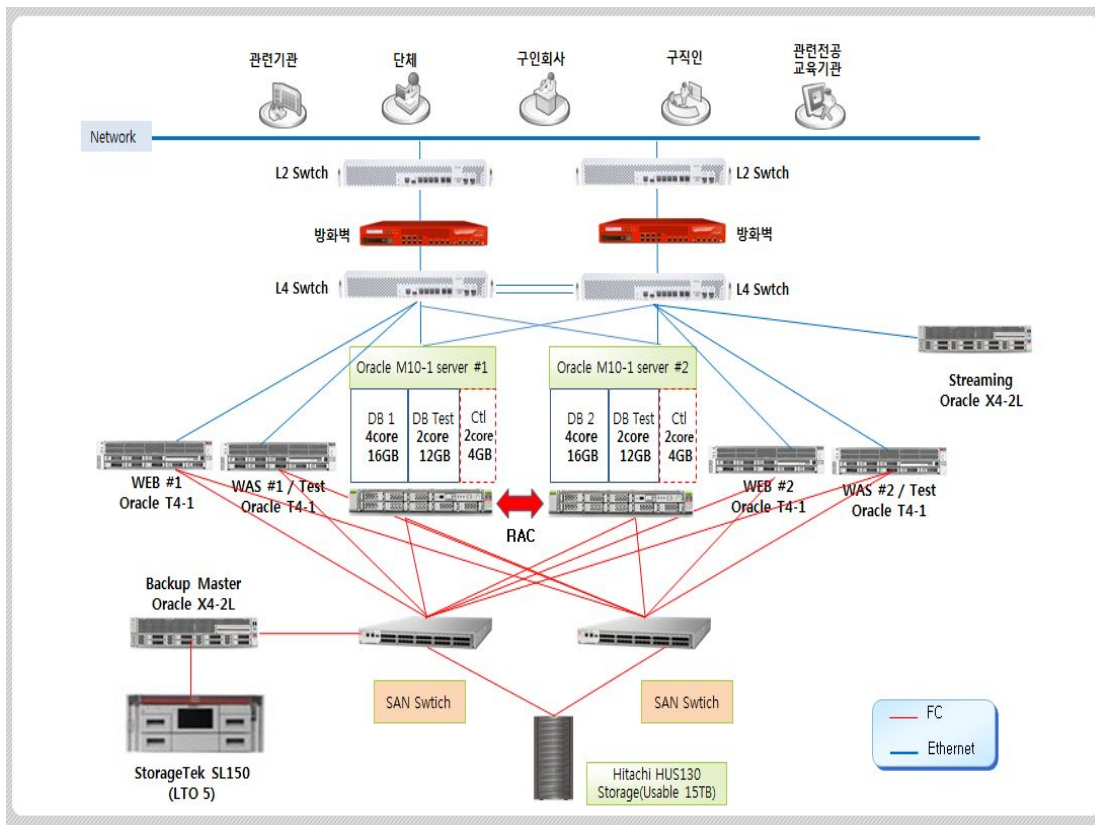 관련기관
단체
구인회사
구직인
관련전공
교육기관
Network
L2 Swtch
L2 Swtch
방화벽
방화벽
L4 Swtch
L4 Swtch
Oracle M10-1 server #1
Oracle M10-1 server #2
Streaming
Oracle X4-2L
DB 1
4core
16GB
DB Test
2core
12GB
Ctl
2core
4GB
DB 2
4core
16GB
DB Test
2core
12GB
Ctl
2core
4GB
WEB #1
Oracle T4-1
WAS #1 / Test
Oracle T4-1
RAC
WEB #2
Oracle T4-1
WAS #2 / Test
Oracle T4-1
Backup Master
Oracle X4-2L
SAN Swtich
SAN Swtich
StorageTek SL150
(LTO 5)
Hitachi HUS130
Storage(Usable 15TB)
FC
Ethernet